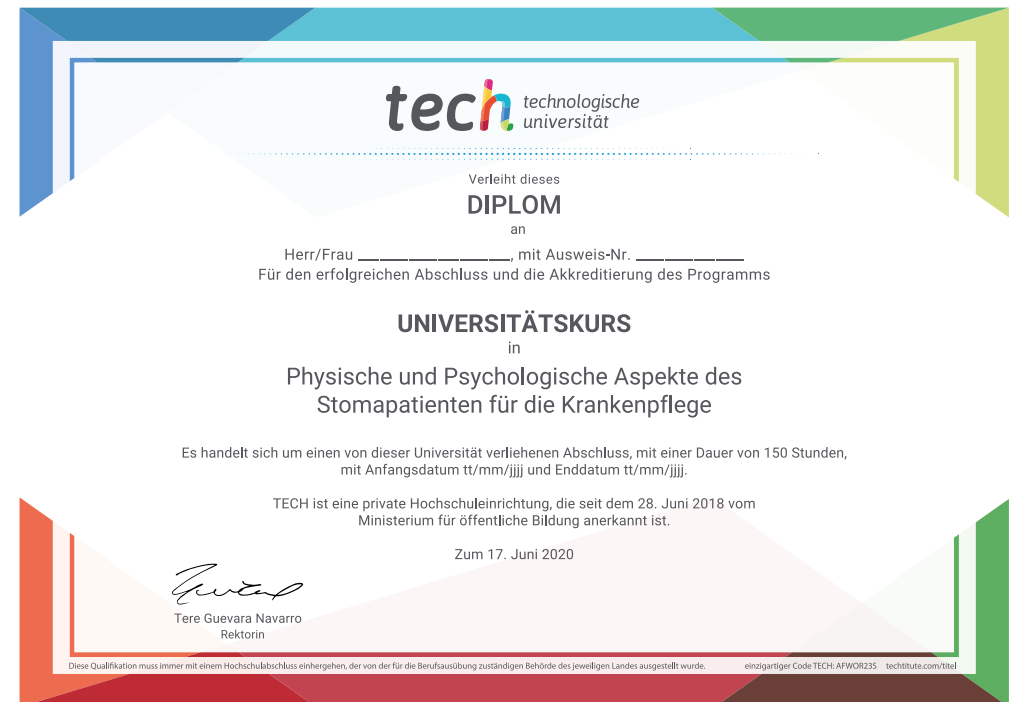 tech technologische
universität
Verleiht dieses
DIPLOM
an
Herr/Frau ____________________, mit Ausweis-Nr. ______________
Für den erfolgreichen Abschluss und die Akkreditierung des Programms
UNIVERSITÄTSKURS
in
Physische und Psychologische Aspekte des
Stomapatienten für die Krankenpflege
Es handelt sich um einen von dieser Universität verliehenen Abschluss, mit einer Dauer von 150 Stunden,
mit Anfangsdatum tt/mm/jjjj und Enddatum tt/mm/jjjj.
TECH ist eine private Hochschuleinrichtung, die seit dem 28. Juni 2018 vom
Ministerium für öffentliche Bildung anerkannt ist.
Zum 17. Juni 2020
Tere Guevara Navarro
Rektorin
Diese Qualifikation muss immer mit einem Hochschulabschluss einhergehen, der von der für die Berufsausübung zuständigen Behörde des jeweiligen Landes ausgestellt wurde. einzigartiger Code TECH: AFWOR23S techtitute.com/titel